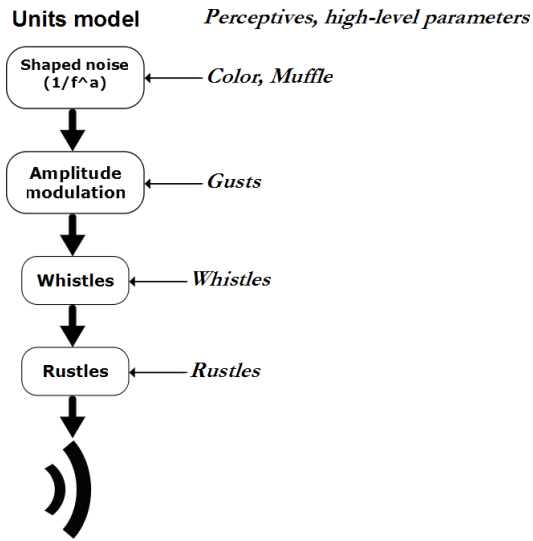 Units model
Perceptives, high-level parameters
Shaped noise
(1/f^a)
Color, Muffle
Amplitude
modulation
Gusts
Whistles
Whistles
Rustles
Rustles